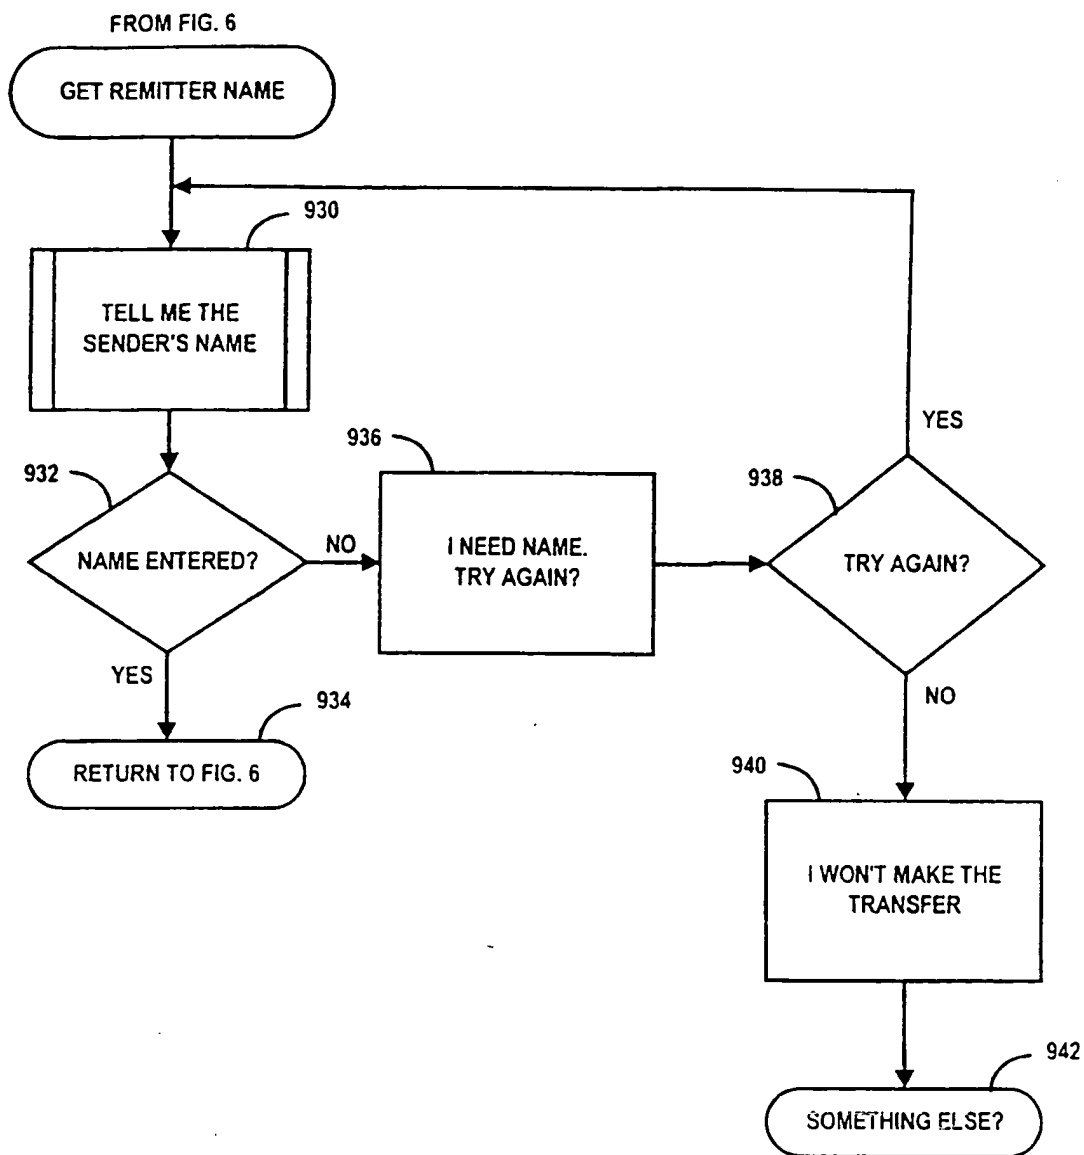 FROM FIG. 6
GET REMITTER NAME
930
TELL ME THE
SENDER'S NAME
932
NAME ENTERED?
NO
YES
934
RETURN TO FIG. 6
936
I NEED NAME.
TRY AGAIN?
938
TRY AGAIN?
YES
NO
940
I WON'T MAKE THE
TRANSFER
942
SOMETHING ELSE?